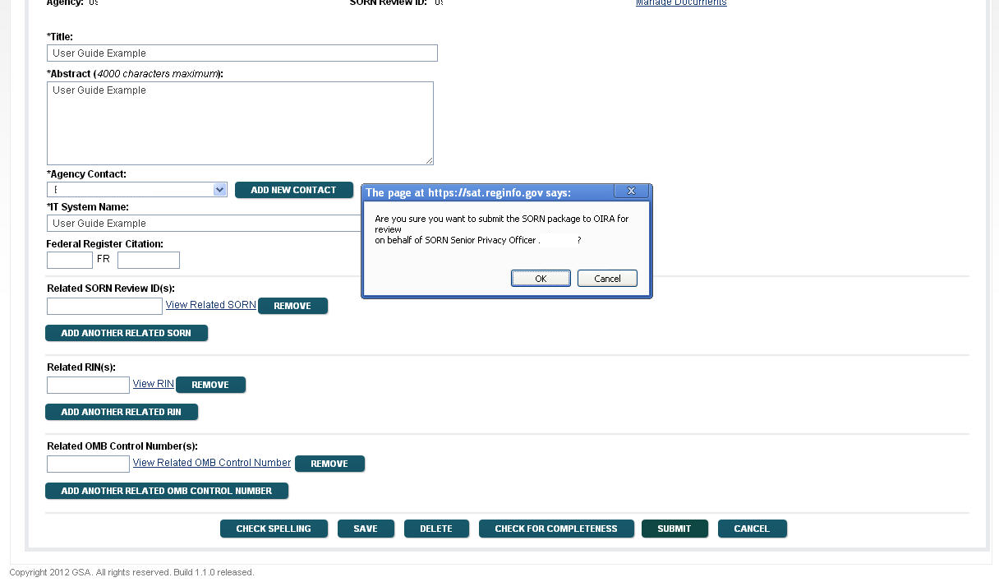 Agency: SORN Review ID: Manage Documents
*Title:
User Guide Example
*Abstract (4000 characters maximum):
User Guide Example
*Agency Contact:
ADD NEW CONTACT
*IT System Name:
User Guide Example
Federal Register Citation:
FR
The page at https://sat.reginfo.gov says:
Are you sure you want to submit the SORN package to OIRA for
review
on behalf of SORN Senior Privacy Officer . ?
OK Cancel
Related SORN Review ID(s):
View Related SORN REMOVE
ADD ANOTHER RELATED SORN
Related RIN(s):
View RIN REMOVE
ADD ANOTHER RELATED RIN
Related OMB Control Number(s):
View Related OMB Control Number REMOVE
ADD ANOTHER RELATED OMB CONTROL NUMBER
CHECK SPELLING SAVE DELETE CHECK FOR COMPLETENESS SUBMIT CANCEL
Copyright 2012 GSA. All rights reserved. Build 1.1.0 released.